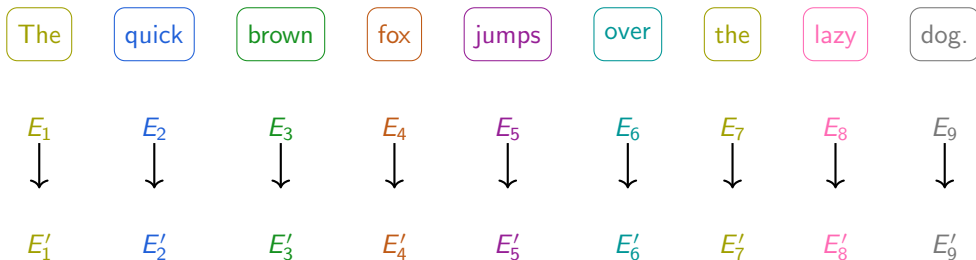 The quick brown fox jumps over the lazy dog.
E₁ E₂ E₃ E₄ E₅ E₆ E₇ E₈ E₉
E′₁ E′₂ E′₃ E′₄ E′₅ E′₆ E′₇ E′₈ E′₉